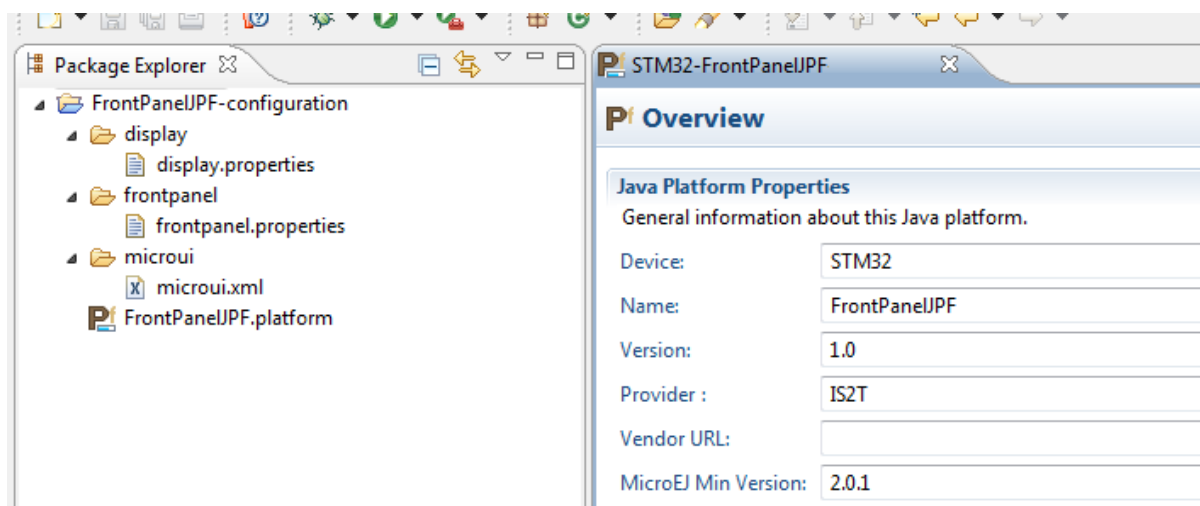 Package Explorer
FrontPanelJPF-configuration
display
display.properties
frontpanel
frontpanel.properties
microui
microui.xml
FrontPanelJPF.platform
STM32-FrontPanelJPF
Overview
Java Platform Properties
General information about this Java platform.
Device: STM32
Name: FrontPanelJPF
Version: 1.0
Provider : IS2T
Vendor URL:
MicroEJ Min Version: 2.0.1